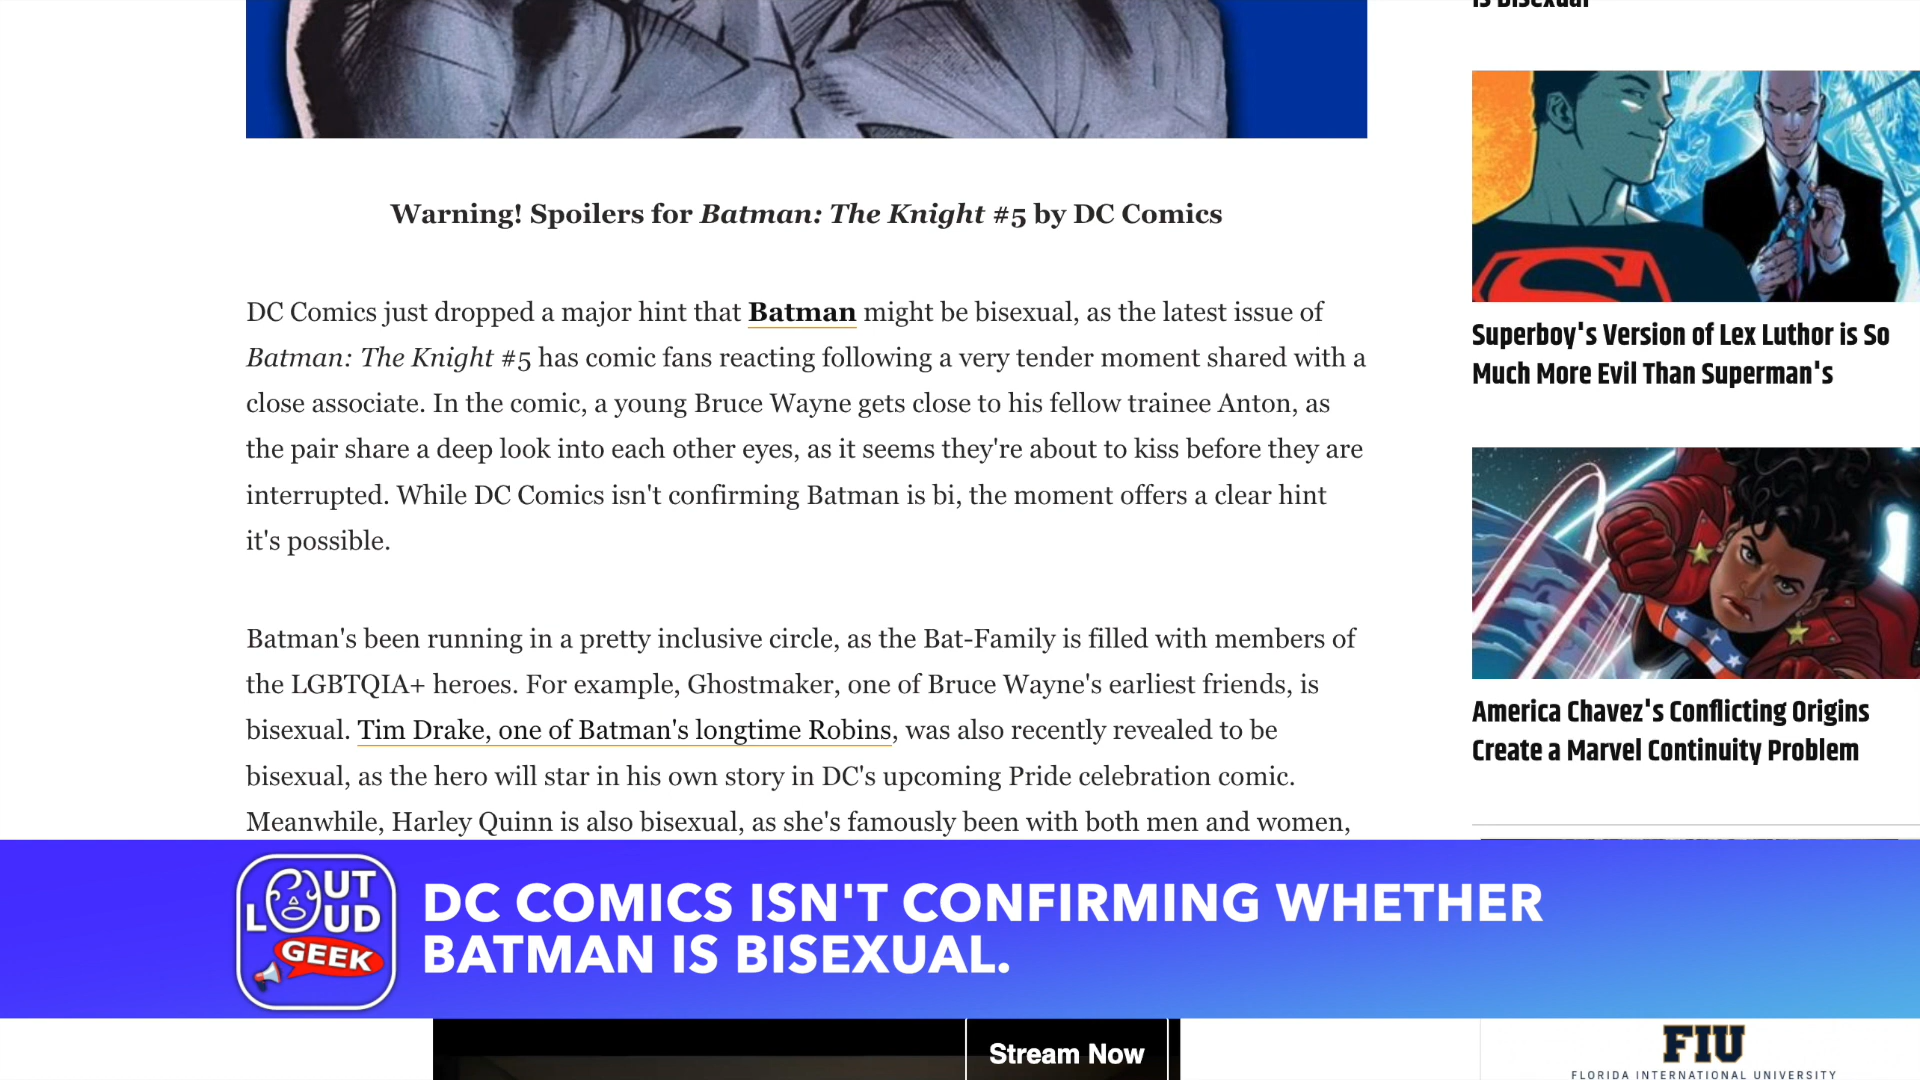 is Bisexual
Warning! Spoilers for Batman: The Knight #5 by DC Comics
DC Comics just dropped a major hint that Batman might be bisexual, as the latest issue of
Batman: The Knight #5 has comic fans reacting following a very tender moment shared with a
close associate. In the comic, a young Bruce Wayne gets close to his fellow trainee Anton, as
the pair share a deep look into each other eyes, as it seems they're about to kiss before they are
interrupted. While DC Comics isn't confirming Batman is bi, the moment offers a clear hint
it's possible.
Batman's been running in a pretty inclusive circle, as the Bat-Family is filled with members of
the LGBTQIA+ heroes. For example, Ghostmaker, one of Bruce Wayne's earliest friends, is
bisexual. Tim Drake, one of Batman's longtime Robins, was also recently revealed to be
bisexual, as the hero will star in his own story in DC's upcoming Pride celebration comic.
Meanwhile, Harley Quinn is also bisexual, as she's famously been with both men and women,
Superboy's Version of Lex Luthor is So
Much More Evil Than Superman's
America Chavez's Conflicting Origins
Create a Marvel Continuity Problem
OUT
LOUD
GEEK
DC COMICS ISN'T CONFIRMING WHETHER
BATMAN IS BISEXUAL.
Stream Now
FIU
FLORIDA INTERNATIONAL UNIVERSITY